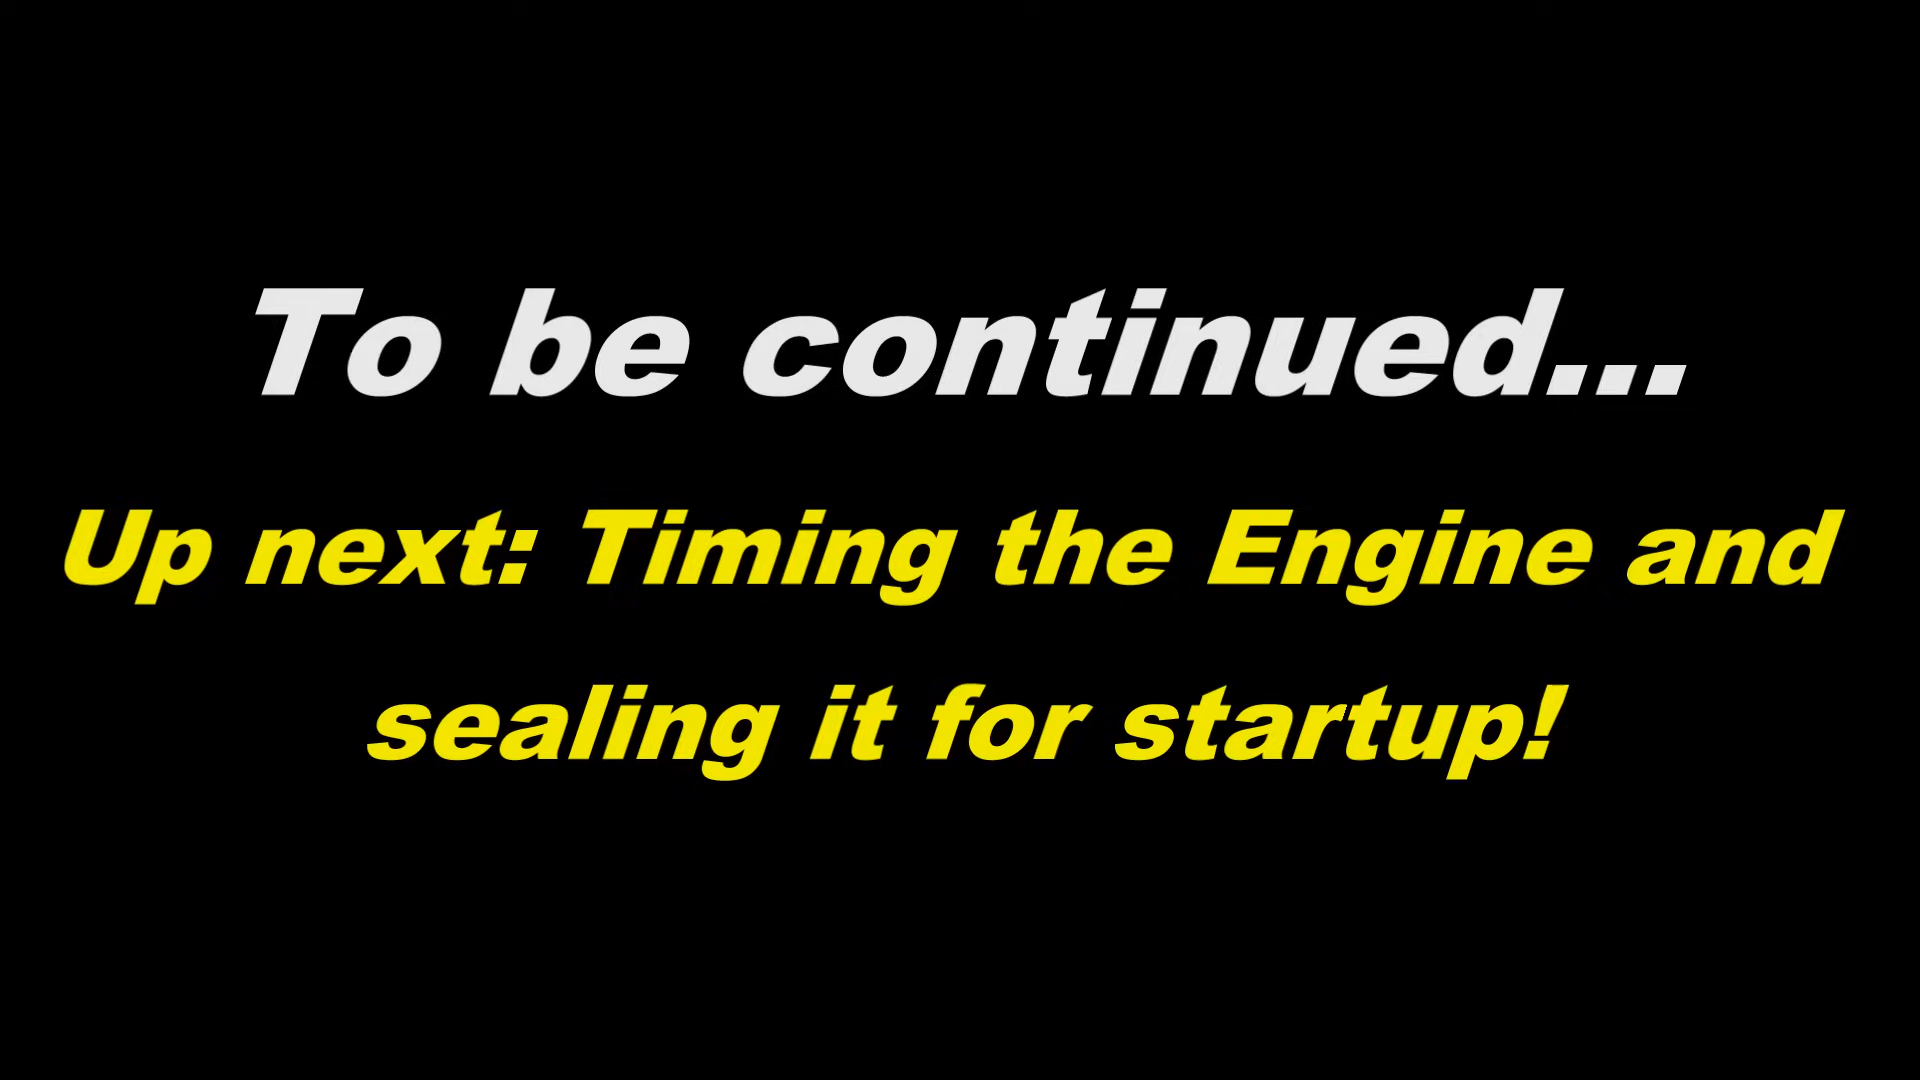 To be continued...
Up next: Timing the Engine and
sealing it for startup!